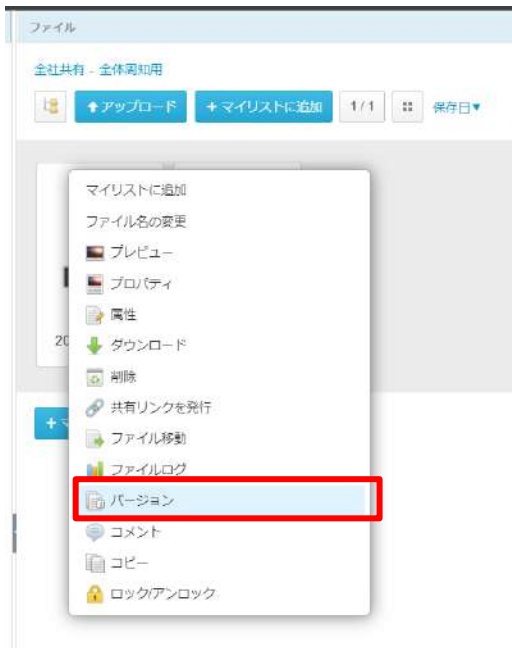 ファイル
全社共有 - 全体周知用
アップロード +マイリストに追加 1/1 保存日▼
マイリストに追加
ファイル名の変更
プレビュー
プロパティ
属性
20
ダウンロード
削除
共有リンクを発行
+マ
ファイル移動
ファイルログ
バージョン
コメント
コピー
ロック/アンロック